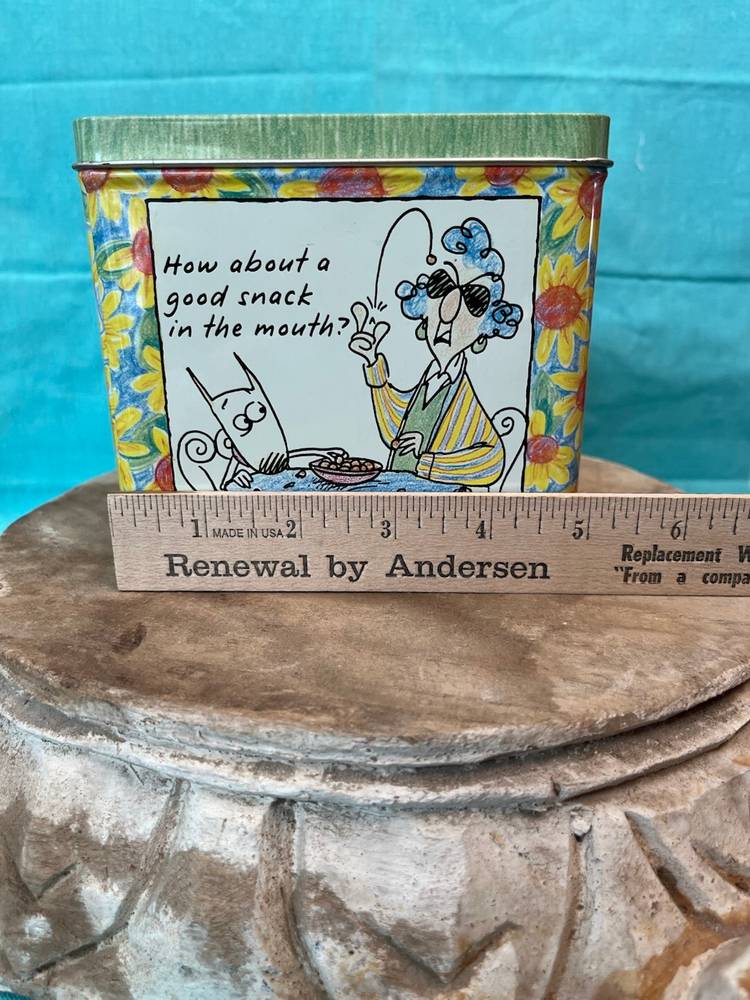 How about a
good snack
in the mouth?
1 MADE IN USA 2 3 4 5 6
Renewal by Andersen
Replacement W
"From a compa